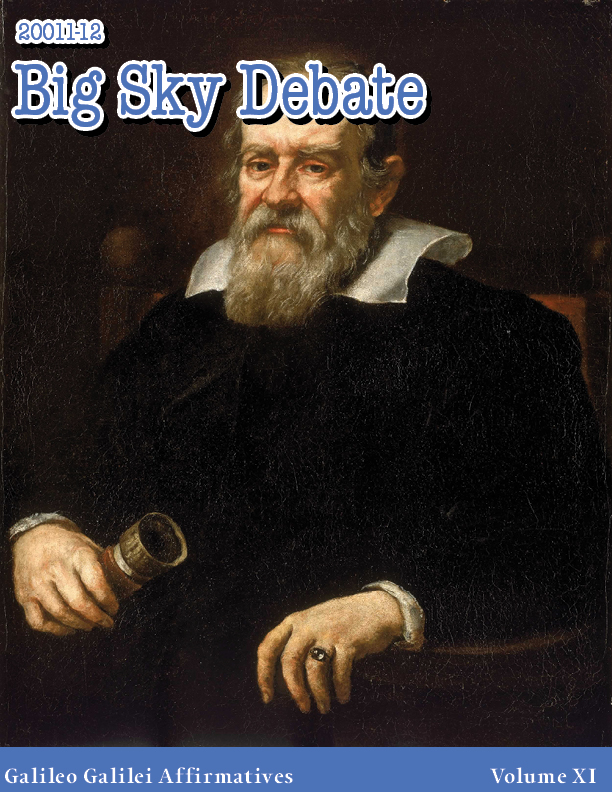 20011-12
Big Sky Debate
Galileo Galilei Affirmatives Volume XI